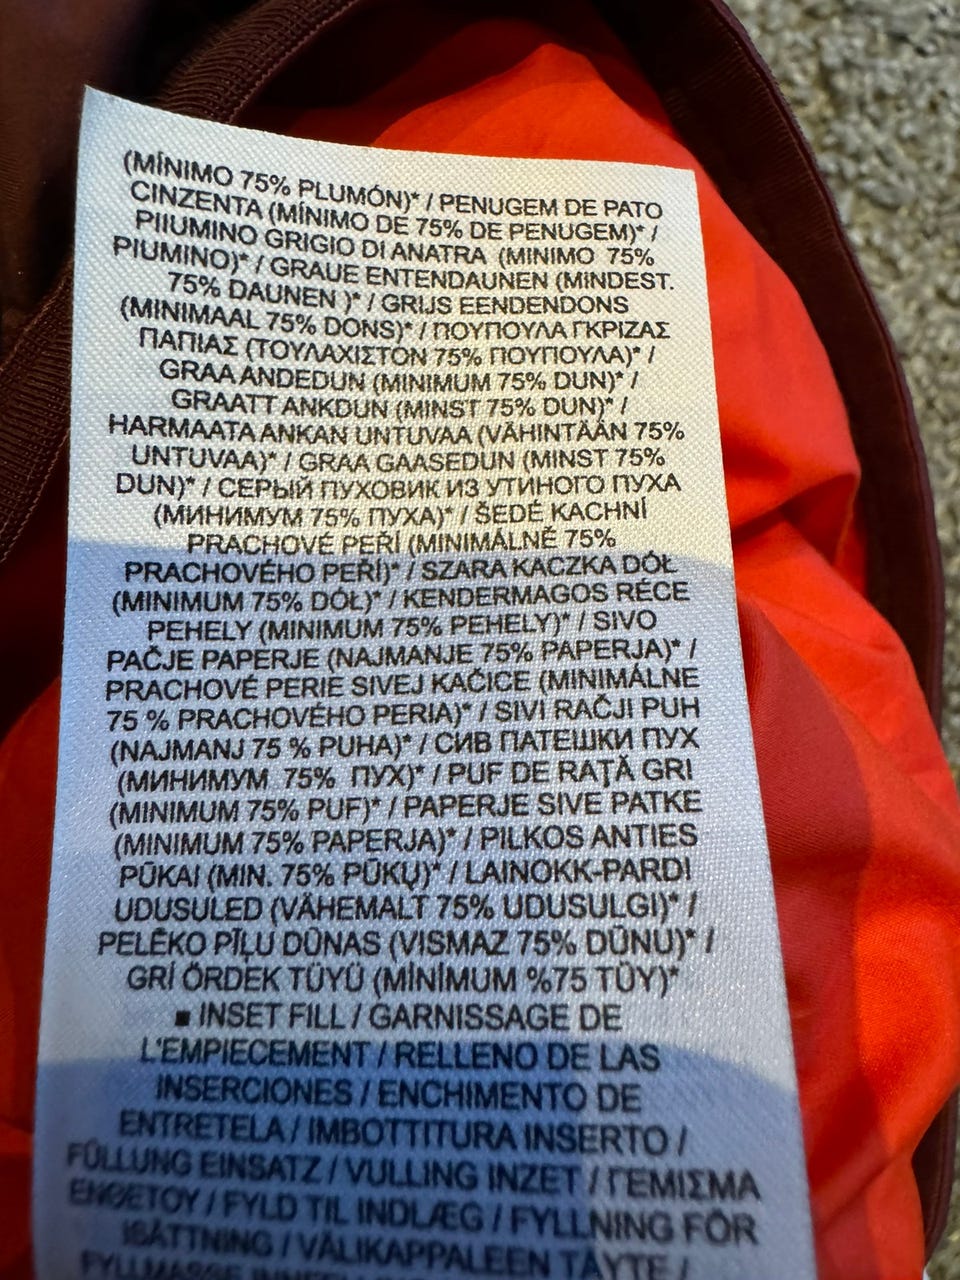 (MÍNIMO 75% PLUMÓN)* / PENUGEM DE PATO
CINZENTA (MÍNIMO DE 75% DE PENUGEM)* /
PIIUMINO GRIGIO DI ANATRA (MINIMO 75%
PIUMINO)* / GRAUE ENTENDAUNEN (MINDEST.
75% DAUNEN )* / GRIJS EENDENDONS
(MINIMAAL 75% DONS)* / ΠΟΥΠΟΥΛΑ ΓΚΡΙΖΑΣ
ΠΑΠΙΑΣ (ΤΟΥΛΑΧΙΣΤΟΝ 75% ΠΟΥΠΟΥΛΑ)* /
GRAA ANDEDUN (MINIMUM 75% DUN)* /
GRAATT ANKDUN (MINST 75% DUN)* /
HARMAATA ANKAN UNTUVAA (VÄHINTÄÄN 75%
UNTUVAA)* / GRAA GAASEDUN (MINST 75%
DUN)* / СЕРЫЙ ПУХОВИК ИЗ УТИНОГО ПУХА
(МИНИМУМ 75% ПУХА)* / ŠEDÉ KACHNÍ
PRACHOVÉ PEŘÍ (MINIMÁLNĚ 75%
PRACHOVÉHO PEŘÍ)* / SZARA KACZKA DÓŁ
(MINIMUM 75% DÓŁ)* / KENDERMAGOS RÉCE
PEHELY (MINIMUM 75% PEHELY)* / SIVO
PAČJE PAPERJE (NAJMANJE 75% PAPERJA)* /
PRACHOVÉ PERIE SIVEJ KAČICE (MINIMÁLNE
75 % PRACHOVÉHO PERIA)* / SIVI RAČJI PUH
(NAJMANJ 75 % PUHA)* / СИВ ПАТЕШКИ ПУХ
(МИНИМУМ 75% ПУХ)* / PUF DE RAŢĂ GRI
(MINIMUM 75% PUF)* / PAPERJE SIVE PATKE
(MINIMUM 75% PAPERJA)* / PILKOS ANTIES
PŪKAI (MIN. 75% PŪKŲ)* / LAINOKK-PARDI
UDUSULED (VÄHEMALT 75% UDUSULGI)* /
PELĒKO PĪĻU DŪNAS (VISMAZ 75% DŪNU)* /
GRİ ÖRDEK TÜYÜ (MİNİMUM %75 TÜY)*
▪ INSET FILL / GARNISSAGE DE
L'EMPIECEMENT / RELLENO DE LAS
INSERCIONES / ENCHIMENTO DE
ENTRETELA / IMBOTTITURA INSERTO /
FÜLLUNG EINSATZ / VULLING INZET / ΓΕΜΙΣΜΑ
ΕΝΘΕΤΟΥ / FYLD TIL INDLÆG / FYLLNING FÖR
ISÄTTNING / VÄLIKAPPALEEN TÄYTE /